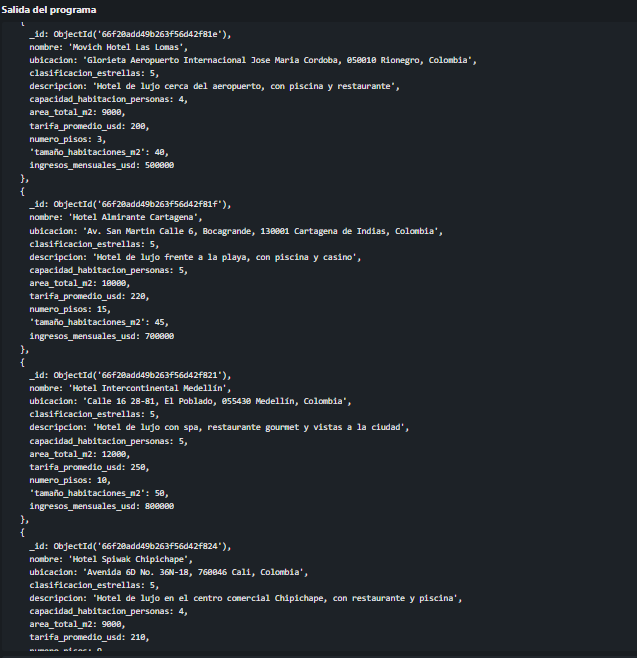 Salida del programa
{
_id: ObjectId('66f20add49b263f56d42f81e'),
nombre: 'Movich Hotel Las Lomas',
ubicacion: 'Glorieta Aeropuerto Internacional Jose Maria Cordoba, 050010 Rionegro, Colombia',
clasificacion_estrellas: 5,
descripcion: 'Hotel de lujo cerca del aeropuerto, con piscina y restaurante',
capacidad_habitacion_personas: 4,
area_total_m2: 9000,
tarifa_promedio_usd: 200,
numero_pisos: 3,
'tamaño_habitaciones_m2': 40,
ingresos_mensuales_usd: 500000
},
{
_id: ObjectId('66f20add49b263f56d42f81f'),
nombre: 'Hotel Almirante Cartagena',
ubicacion: 'Av. San Martin Calle 6, Bocagrande, 130001 Cartagena de Indias, Colombia',
clasificacion_estrellas: 5,
descripcion: 'Hotel de lujo frente a la playa, con piscina y casino',
capacidad_habitacion_personas: 5,
area_total_m2: 10000,
tarifa_promedio_usd: 220,
numero_pisos: 15,
'tamaño_habitaciones_m2': 45,
ingresos_mensuales_usd: 700000
},
{
_id: ObjectId('66f20add49b263f56d42f821'),
nombre: 'Hotel Intercontinental Medellín',
ubicacion: 'Calle 16 28-81, El Poblado, 055430 Medellín, Colombia',
clasificacion_estrellas: 5,
descripcion: 'Hotel de lujo con spa, restaurante gourmet y vistas a la ciudad',
capacidad_habitacion_personas: 5,
area_total_m2: 12000,
tarifa_promedio_usd: 250,
numero_pisos: 10,
'tamaño_habitaciones_m2': 50,
ingresos_mensuales_usd: 800000
},
{
_id: ObjectId('66f20add49b263f56d42f824'),
nombre: 'Hotel Spiwak Chipichape',
ubicacion: 'Avenida 6D No. 36N-18, 760046 Cali, Colombia',
clasificacion_estrellas: 5,
descripcion: 'Hotel de lujo en el centro comercial Chipichape, con restaurante y piscina',
capacidad_habitacion_personas: 4,
area_total_m2: 9000,
tarifa_promedio_usd: 210,